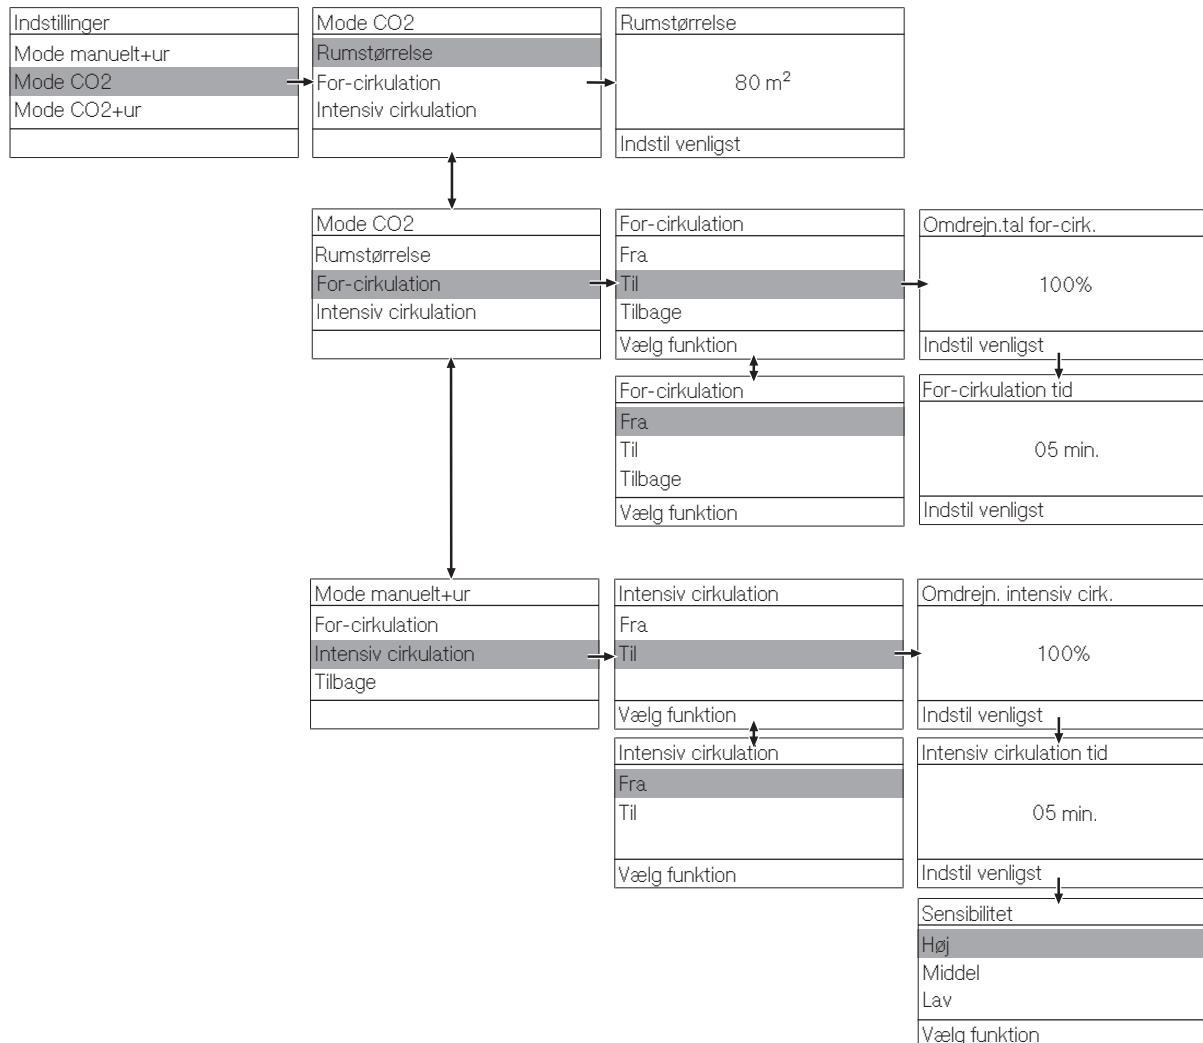 Indstillinger
Mode manuelt+ur
Mode CO2
Mode CO2+ur
Mode CO2
Rumstørrelse
For-cirkulation
Intensiv cirkulation
Rumstørrelse
80 m²
Indstil venligst
Mode CO2
Rumstørrelse
For-cirkulation
Intensiv cirkulation
For-cirkulation
Fra
Til
Tilbage
Vælg funktion
Omdrejn.tal for-cirk.
100%
Indstil venligst
For-cirkulation
Fra
Til
Tilbage
Vælg funktion
For-cirkulation tid
05 min.
Indstil venligst
Mode manuelt+ur
For-cirkulation
Intensiv cirkulation
Tilbage
Intensiv cirkulation
Fra
Til
Vælg funktion
Omdrejn. intensiv cirk.
100%
Indstil venligst
Intensiv cirkulation
Fra
Til
Vælg funktion
Intensiv cirkulation tid
05 min.
Indstil venligst
Sensibilitet
Høj
Middel
Lav
Vælg funktion